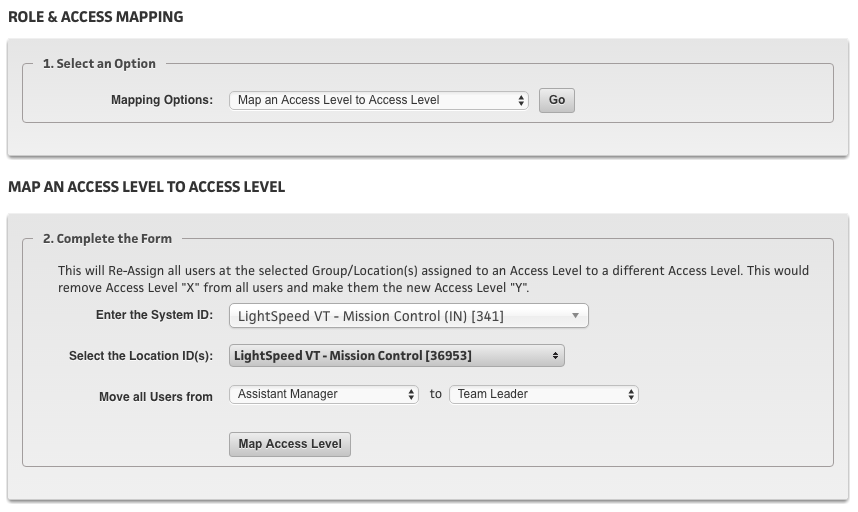 ROLE & ACCESS MAPPING
1. Select an Option
Mapping Options: Map an Access Level to Access Level Go
MAP AN ACCESS LEVEL TO ACCESS LEVEL
2. Complete the Form
This will Re-Assign all users at the selected Group/Location(s) assigned to an Access Level to a different Access Level. This would
remove Access Level "X" from all users and make them the new Access Level "Y".
Enter the System ID: LightSpeed VT - Mission Control (IN) [341]
Select the Location ID(s): LightSpeed VT - Mission Control [36953]
Move all Users from Assistant Manager to Team Leader
Map Access Level